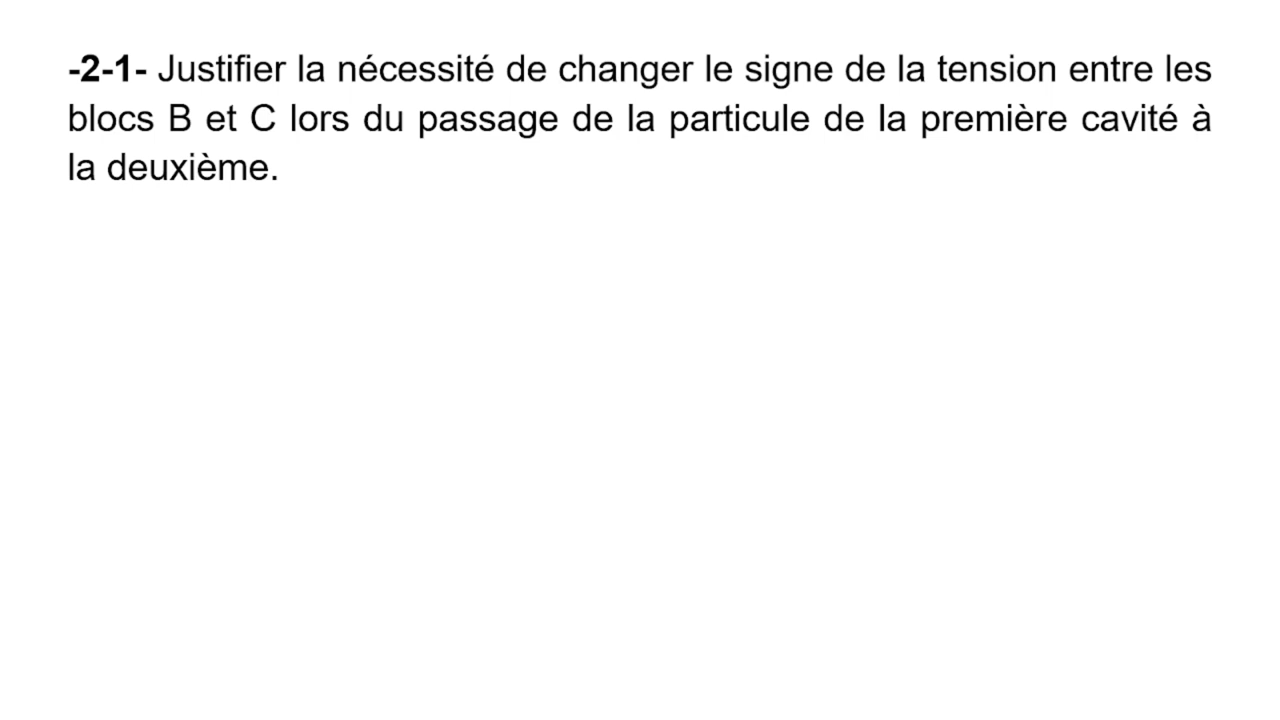 -2-1- Justifier la nécessité de changer le signe de la tension entre les
blocs B et C lors du passage de la particule de la première cavité à
la deuxième.